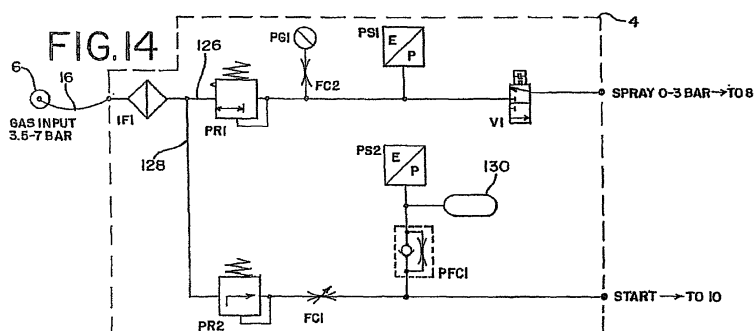 FIG. 14
4
6
16
GAS INPUT
3.5-7 BAR
IF1
126
128
PR1
PG1
FC2
PS1
E
P
V1
SPRAY 0-3 BAR→TO 8
PS2
E
P
130
PFC1
PR2
FC1
START → TO 10